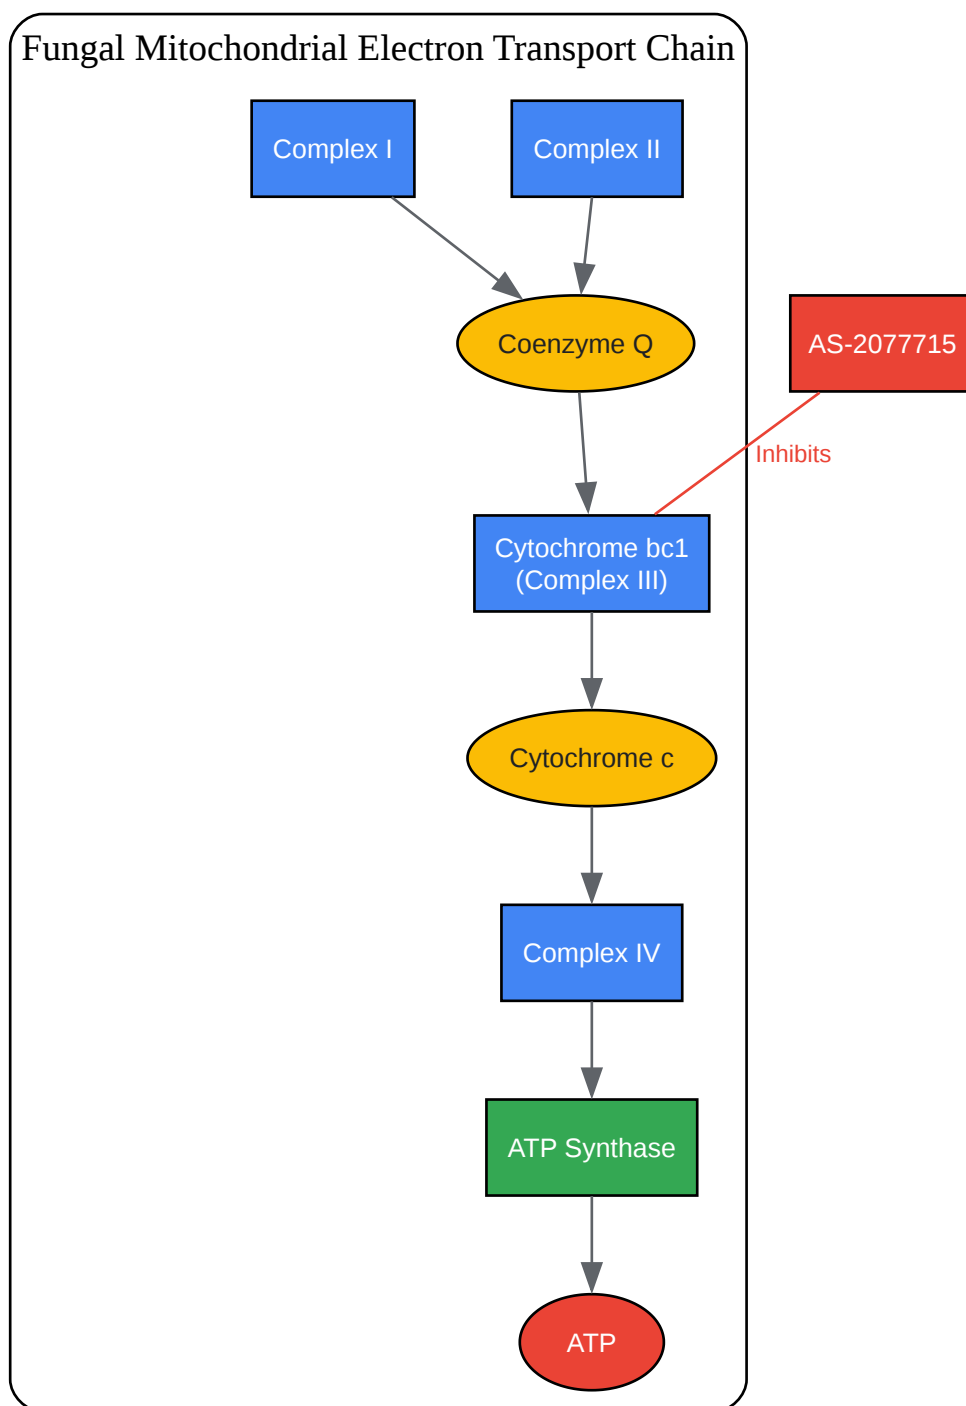 Fungal Mitochondrial Electron Transport Chain
Complex I
Complex II
Coenzyme Q
AS-2077715
Inhibits
Cytochrome bc1
(Complex III)
Cytochrome c
Complex IV
ATP Synthase
ATP